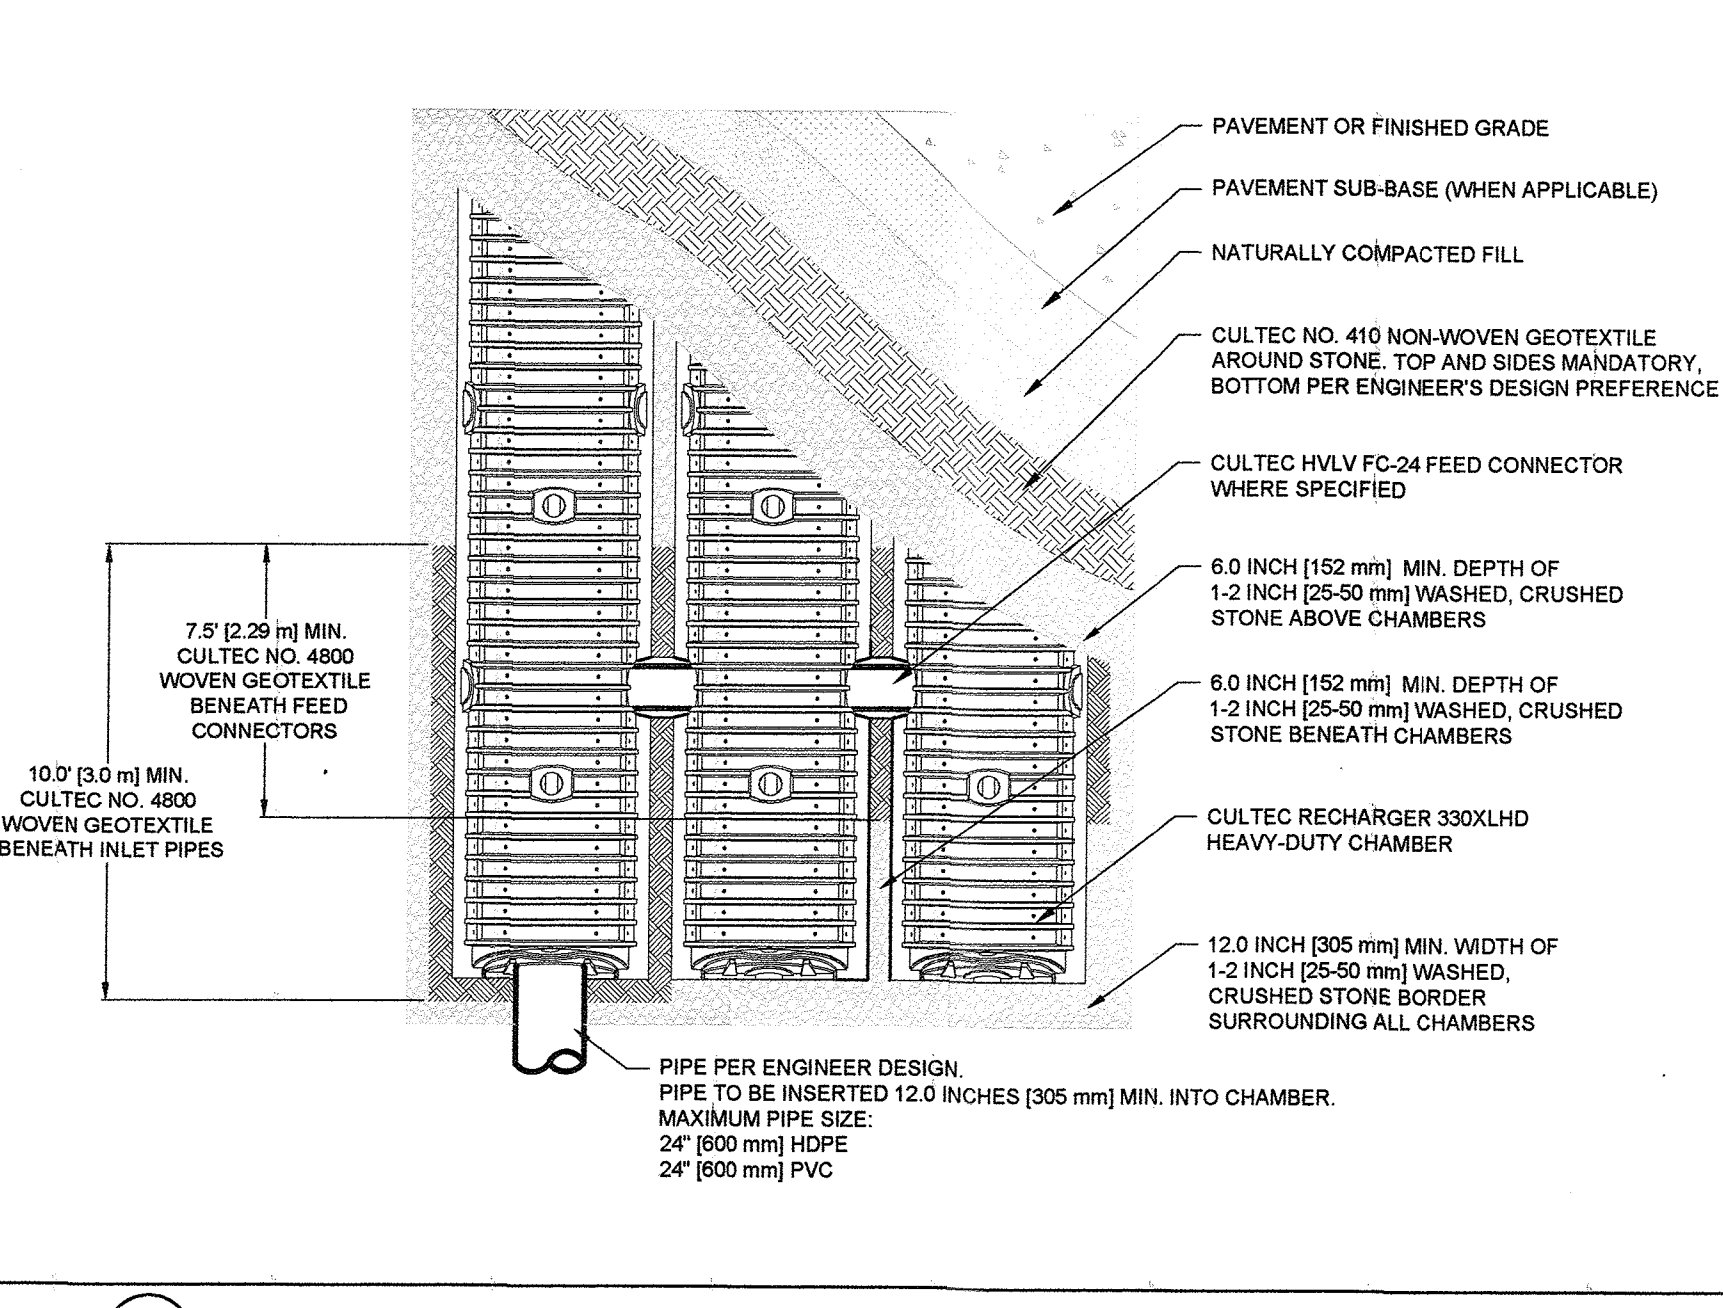 PAVEMENT OR FINISHED GRADE
PAVEMENT SUB-BASE (WHEN APPLICABLE)
NATURALLY COMPACTED FILL
CULTEC NO. 410 NON-WOVEN GEOTEXTILE
AROUND STONE. TOP AND SIDES MANDATORY,
BOTTOM PER ENGINEER'S DESIGN PREFERENCE
CULTEC HVLV FC-24 FEED CONNECTOR
WHERE SPECIFIED
6.0 INCH [152 mm] MIN. DEPTH OF
1-2 INCH [25-50 mm] WASHED, CRUSHED
STONE ABOVE CHAMBERS
6.0 INCH [152 mm] MIN. DEPTH OF
1-2 INCH [25-50 mm] WASHED, CRUSHED
STONE BENEATH CHAMBERS
CULTEC RECHARGER 330XLHD
HEAVY-DUTY CHAMBER
12.0 INCH [305 mm] MIN. WIDTH OF
1-2 INCH [25-50 mm] WASHED,
CRUSHED STONE BORDER
SURROUNDING ALL CHAMBERS
7.5' [2.29 m] MIN.
CULTEC NO. 4800
WOVEN GEOTEXTILE
BENEATH FEED
CONNECTORS
10.0' [3.0 m] MIN.
CULTEC NO. 4800
WOVEN GEOTEXTILE
BENEATH INLET PIPES
PIPE PER ENGINEER DESIGN.
PIPE TO BE INSERTED 12.0 INCHES [305 mm] MIN. INTO CHAMBER.
MAXIMUM PIPE SIZE:
24" [600 mm] HDPE
24" [600 mm] PVC